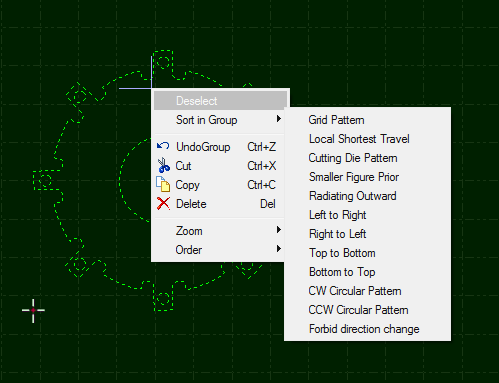 Deselect
Sort in Group
UndoGroup Ctrl+Z
Cut Ctrl+X
Copy Ctrl+C
Delete Del
Zoom
Order
Grid Pattern
Local Shortest Travel
Cutting Die Pattern
Smaller Figure Prior
Radiating Outward
Left to Right
Right to Left
Top to Bottom
Bottom to Top
CW Circular Pattern
CCW Circular Pattern
Forbid direction change